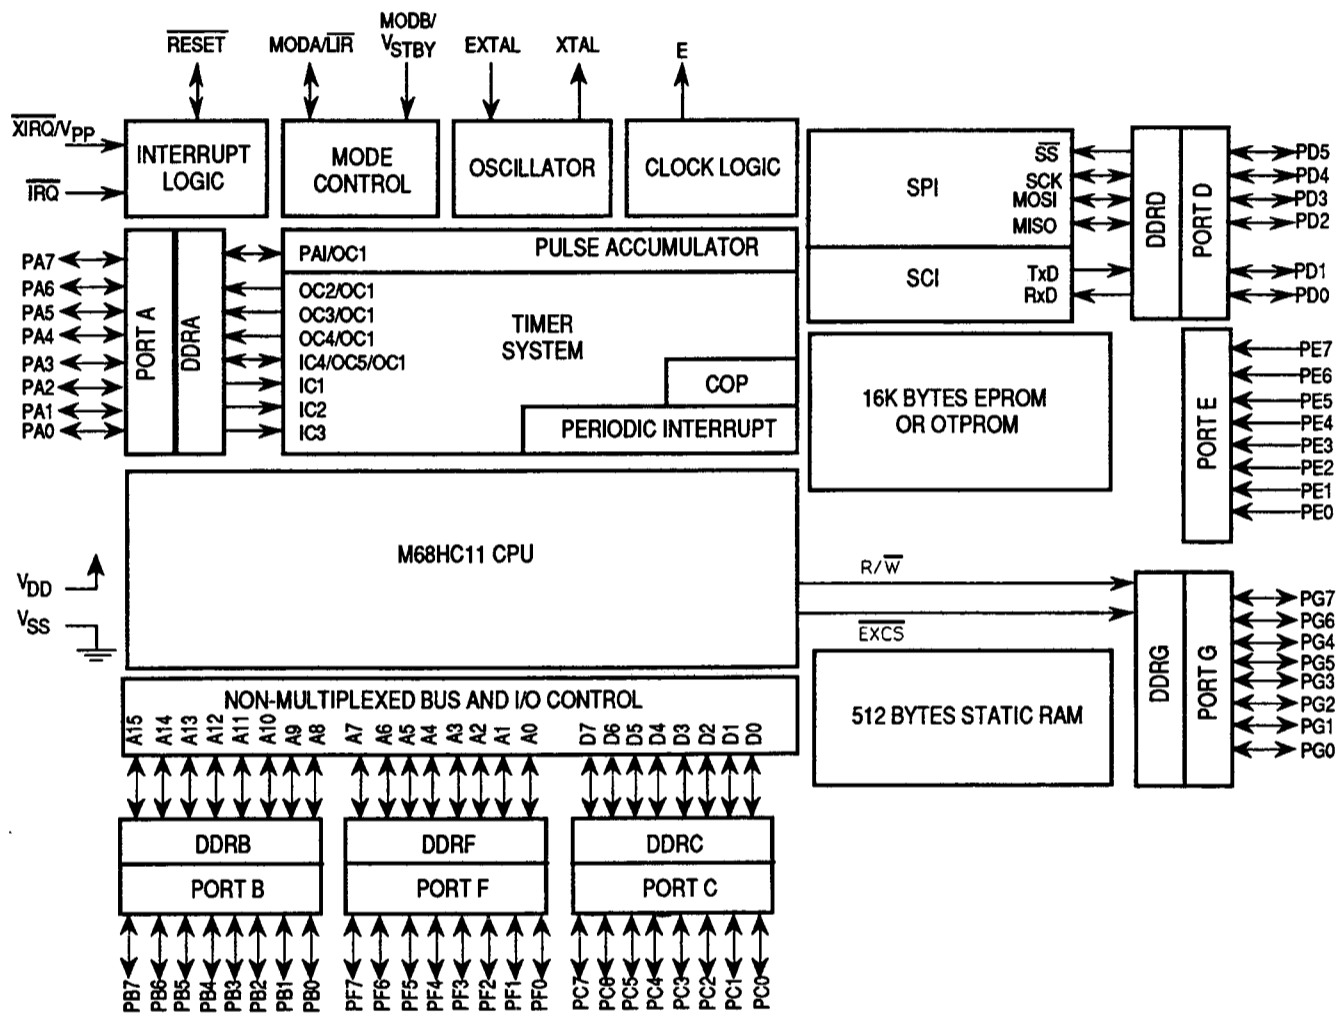 RESET
MODA/LIR
MODB/
VSTBY
EXTAL
XTAL
E
XIRQ/VPP
IRQ
INTERRUPT
LOGIC
MODE
CONTROL
OSCILLATOR
CLOCK LOGIC
SPI
SS
SCK
MOSI
MISO
SCI
TxD
RxD
DDRD
PORT D
PD5
PD4
PD3
PD2
PD1
PD0
PA7
PA6
PA5
PA4
PA3
PA2
PA1
PA0
PORT A
DDRA
PAI/OC1
PULSE ACCUMULATOR
OC2/OC1
OC3/OC1
OC4/OC1
IC4/OC5/OC1
IC1
IC2
IC3
TIMER
SYSTEM
COP
PERIODIC INTERRUPT
16K BYTES EPROM
OR OTPROM
PORT E
PE7
PE6
PE5
PE4
PE3
PE2
PE1
PE0
M68HC11 CPU
VDD
VSS
R/W
EXCS
DDRG
PORT G
PG7
PG6
PG4
PG5
PG3
PG2
PG1
PG0
512 BYTES STATIC RAM
NON-MULTIPLEXED BUS AND I/O CONTROL
A15 A14 A13 A12 A11 A10 A9 A8 A7 A6 A5 A4 A3 A2 A1 A0 D7 D6 D5 D4 D3 D2 D1 D0
DDRB
PORT B
DDRF
PORT F
DDRC
PORT C
PB7 PB6 PB5 PB4 PB3 PB2 PB1 PB0 PF7 PF6 PF5 PF4 PF3 PF2 PF1 PF0 PC7 PC6 PC5 PC4 PC3 PC2 PC1 PC0